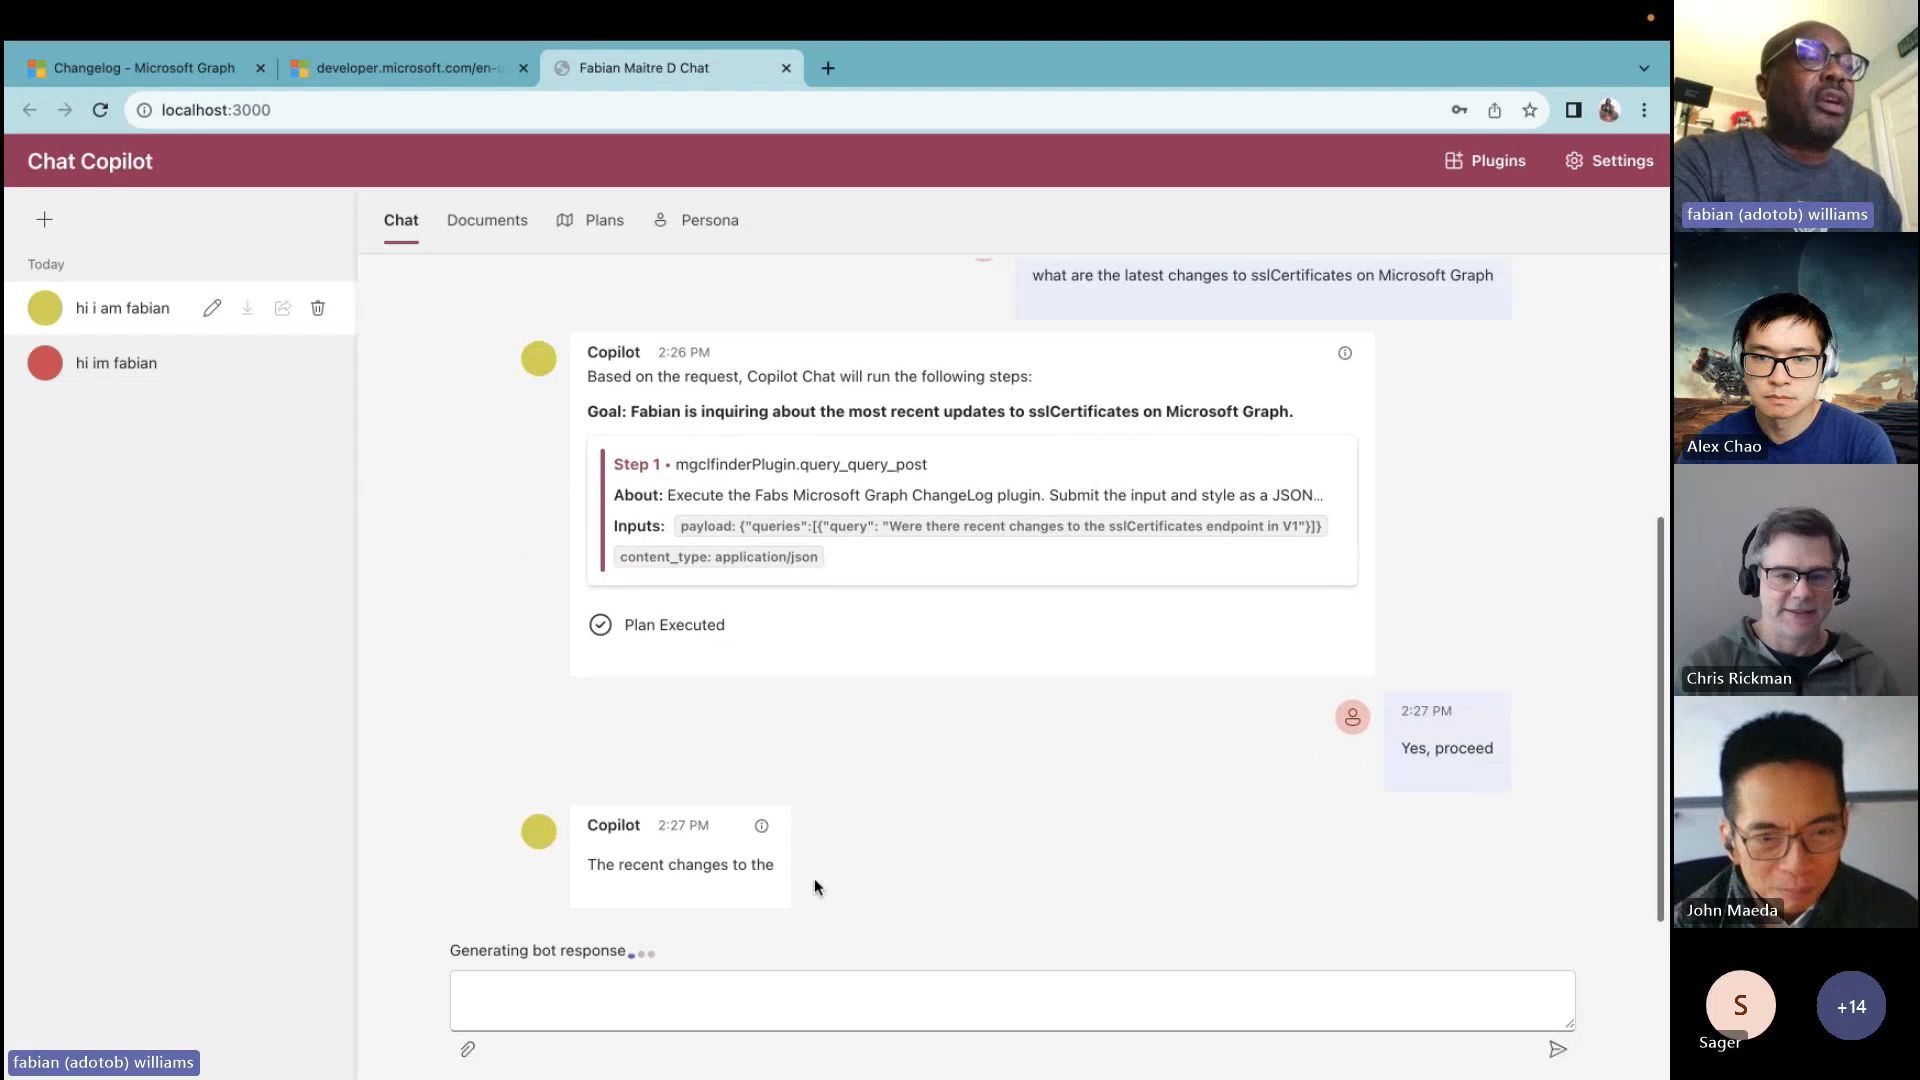 Changelog - Microsoft Graph
developer.microsoft.com/en-u
Fabian Maitre D Chat
localhost:3000
Chat Copilot
Plugins
Settings
Chat
Documents
Plans
Persona
Today
hi i am fabian
hi im fabian
what are the latest changes to sslCertificates on Microsoft Graph
Copilot 2:26 PM
Based on the request, Copilot Chat will run the following steps:
Goal: Fabian is inquiring about the most recent updates to sslCertificates on Microsoft Graph.
Step 1 • mgclfinderPlugin.query_query_post
About: Execute the Fabs Microsoft Graph ChangeLog plugin. Submit the input and style as a JSON...
Inputs: payload: {"queries":[{"query": "Were there recent changes to the sslCertificates endpoint in V1"}]}
content_type: application/json
Plan Executed
2:27 PM
Yes, proceed
Copilot 2:27 PM
The recent changes to the
Generating bot response
fabian (adotob) williams
fabian (adotob) williams
Alex Chao
Chris Rickman
John Maeda
S
Sager
+14